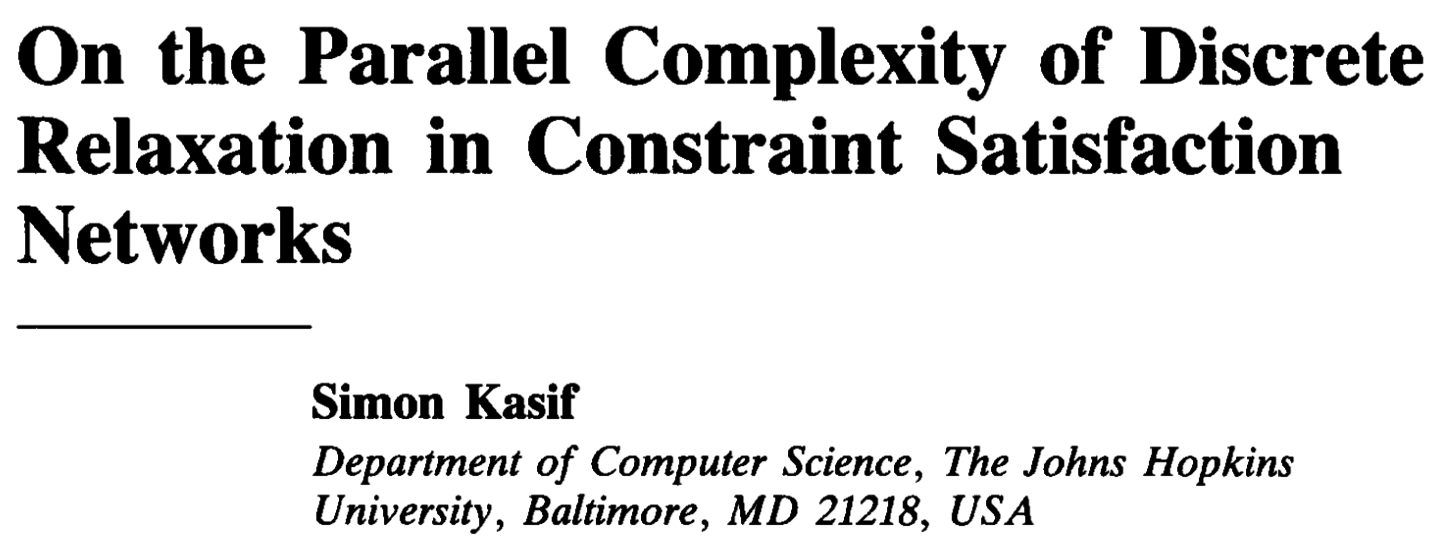 On the Parallel Complexity of Discrete
Relaxation in Constraint Satisfaction
Networks
Simon Kasif
Department of Computer Science, The Johns Hopkins
University, Baltimore, MD 21218, USA